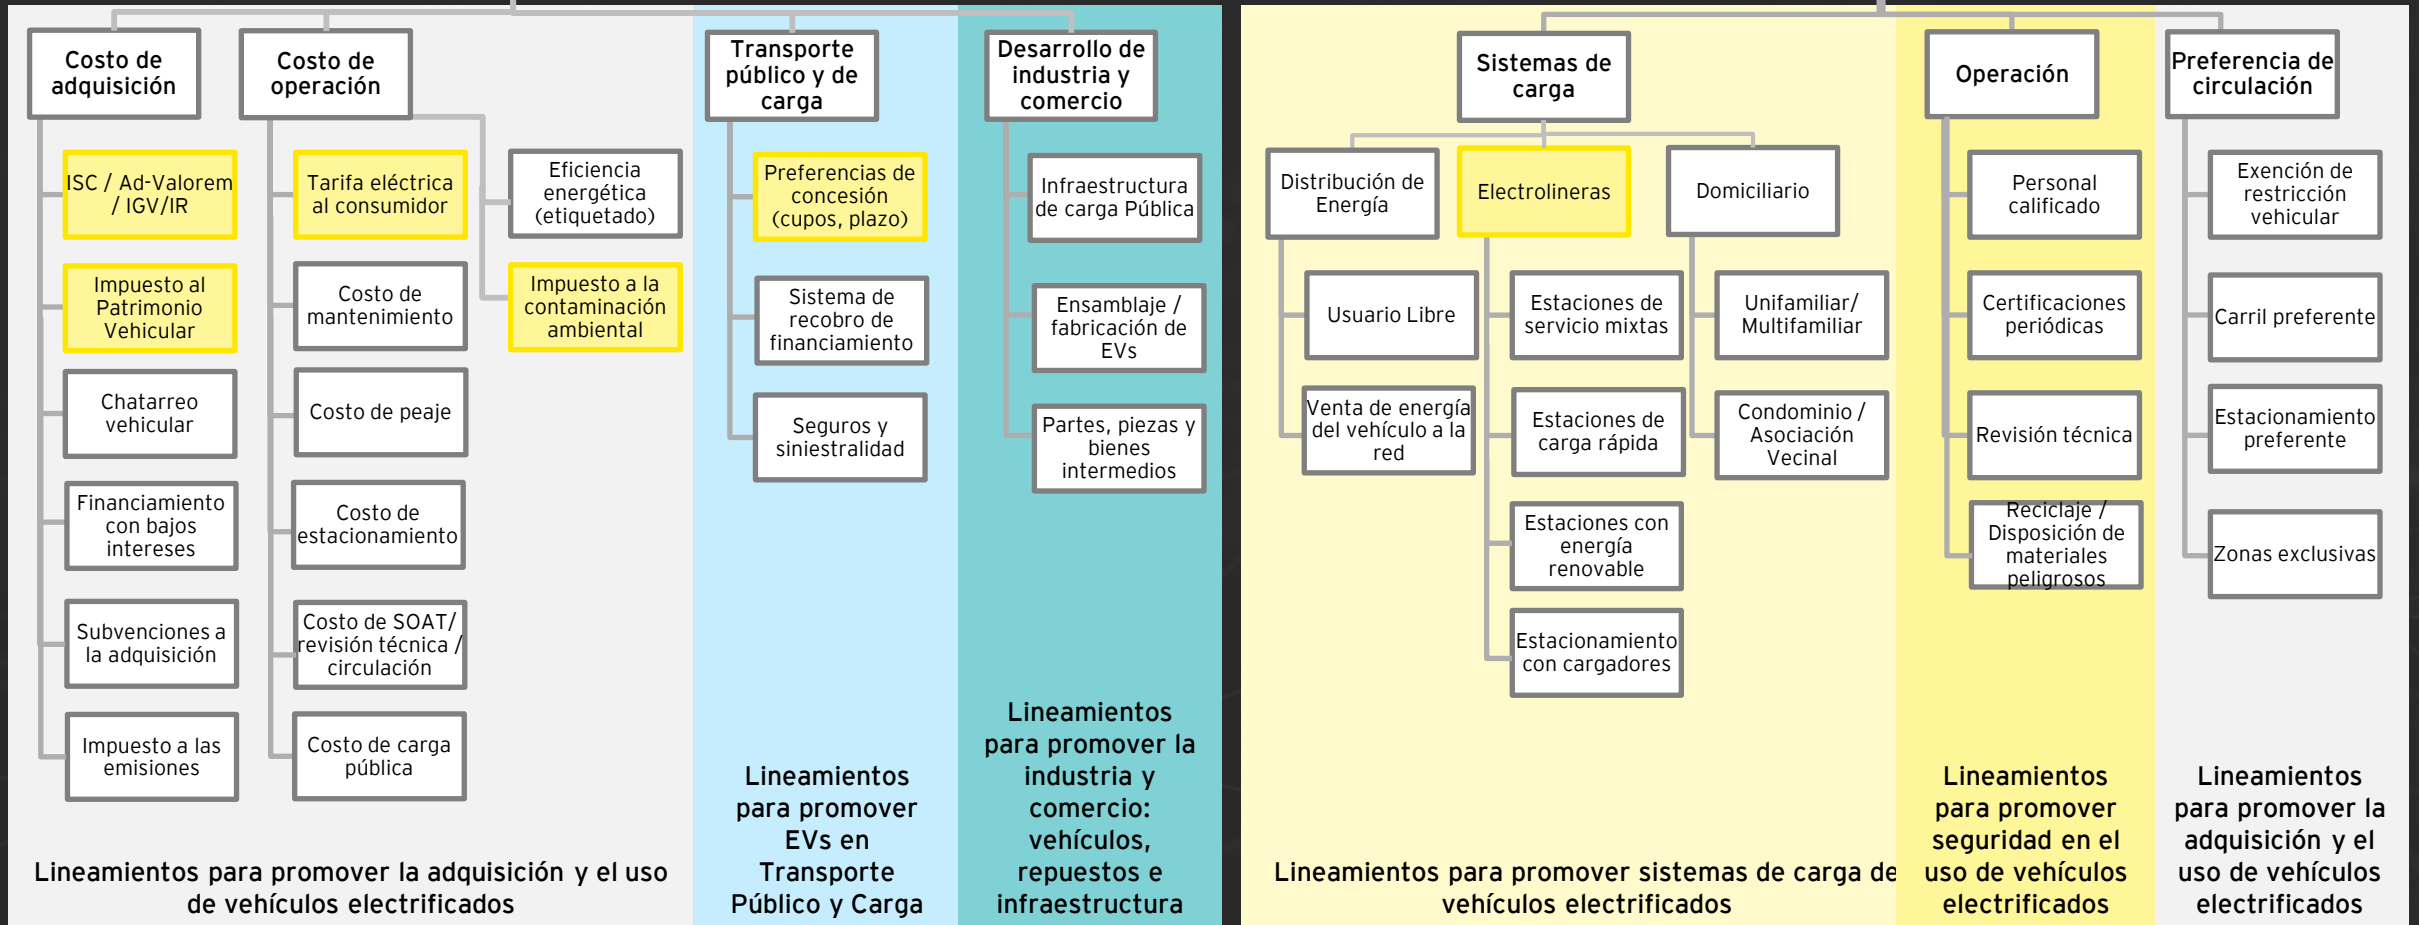 Costo de
adquisición
ISC / Ad-Valorem
/ IGV/IR
Impuesto al
Patrimonio
Vehicular
Chatarreo
vehicular
Financiamiento
con bajos
intereses
Subvenciones a
la adquisición
Impuesto a las
emisiones
Costo de
operación
Tarifa eléctrica
al consumidor
Costo de
mantenimiento
Costo de peaje
Costo de
estacionamiento
Costo de SOAT/
revisión técnica /
circulación
Costo de carga
pública
Eficiencia
energética
(etiquetado)
Impuesto a la
contaminación
ambiental
Lineamientos para promover la adquisición y el uso
de vehículos electrificados
Transporte
público y de
carga
Preferencias de
concesión
(cupos, plazo)
Sistema de
recobro de
financiamiento
Seguros y
siniestralidad
Lineamientos
para promover
EVs en
Transporte
Público y Carga
Desarrollo de
industria y
comercio
Infraestructura
de carga Pública
Ensamblaje /
fabricación de
EVs
Partes, piezas y
bienes
intermedios
Lineamientos
para promover la
industria y
comercio:
vehículos,
repuestos e
infraestructura
Sistemas de
carga
Distribución de
Energía
Usuario Libre
Venta de energía
del vehículo a la
red
Electrolineras
Estaciones de
servicio mixtas
Estaciones de
carga rápida
Estaciones con
energía
renovable
Estacionamiento
con cargadores
Domiciliario
Unifamiliar/
Multifamiliar
Condominio /
Asociación
Vecinal
Lineamientos para promover sistemas de carga de
vehículos electrificados
Operación
Personal
calificado
Certificaciones
periódicas
Revisión técnica
Reciclaje /
Disposición de
materiales
peligrosos
Lineamientos
para promover
seguridad en el
uso de vehículos
electrificados
Preferencia de
circulación
Exención de
restricción
vehicular
Carril preferente
Estacionamiento
preferente
Zonas exclusivas
Lineamientos
para promover la
adquisición y el
uso de vehículos
electrificados